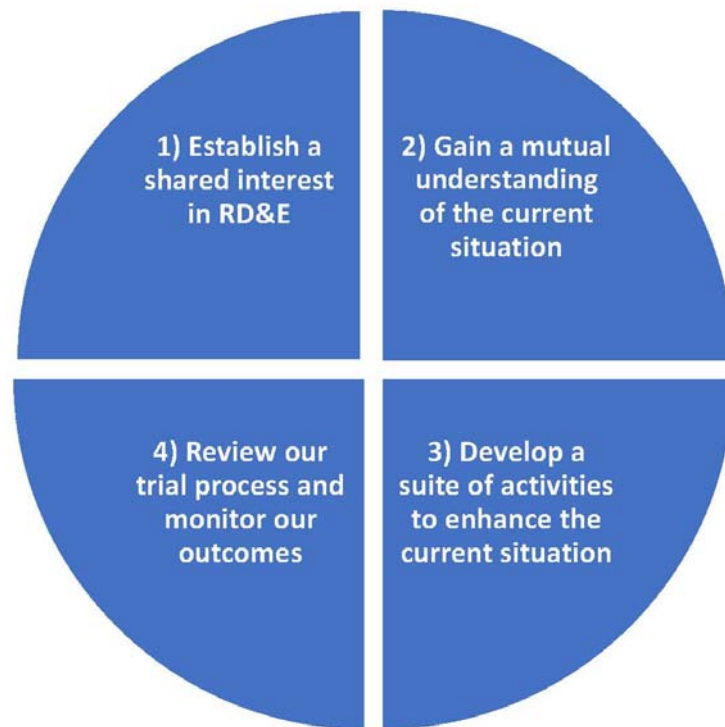 1) Establish a
shared interest
in RD&E
2) Gain a mutual
understanding
of the current
situation
3) Develop a
suite of activities
to enhance the
current situation
4) Review our
trial process and
monitor our
outcomes